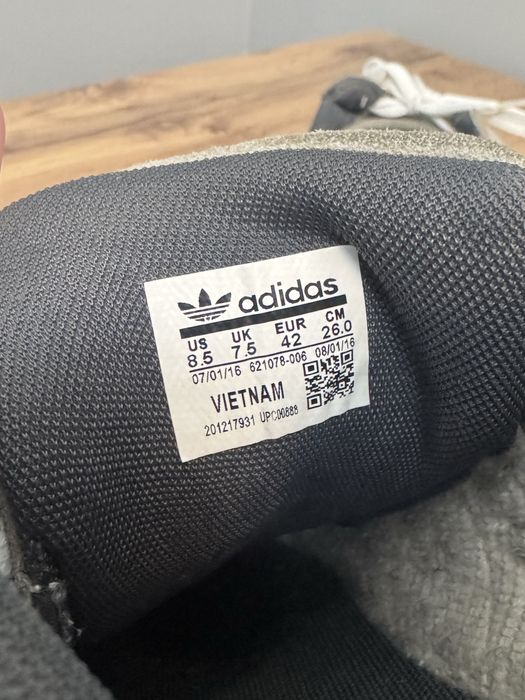 adidas
US UK EUR CM
8.5 7.5 42 26.0
07/01/16 621078-006 08/01/16
VIETNAM
201217931 UPC00888